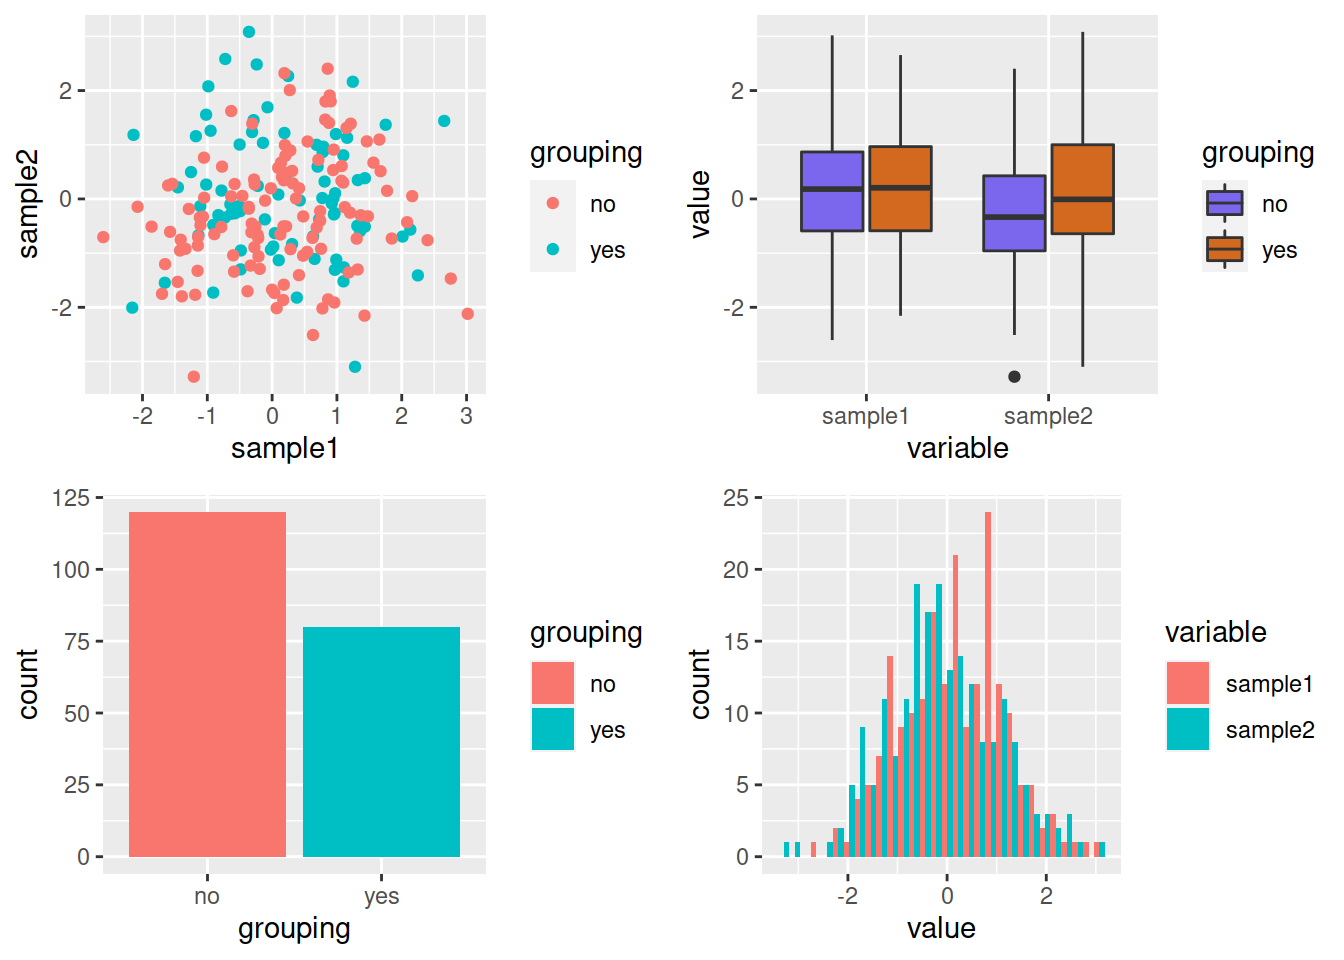 sample2
2
0
-2
-2 -1 0 1 2 3
sample1
grouping
no
yes
value
2
0
-2
sample1 sample2
variable
grouping
no
yes
count
125
100
75
50
25
0
no yes
grouping
grouping
no
yes
count
25
20
15
10
5
0
-2 0 2
value
variable
sample1
sample2